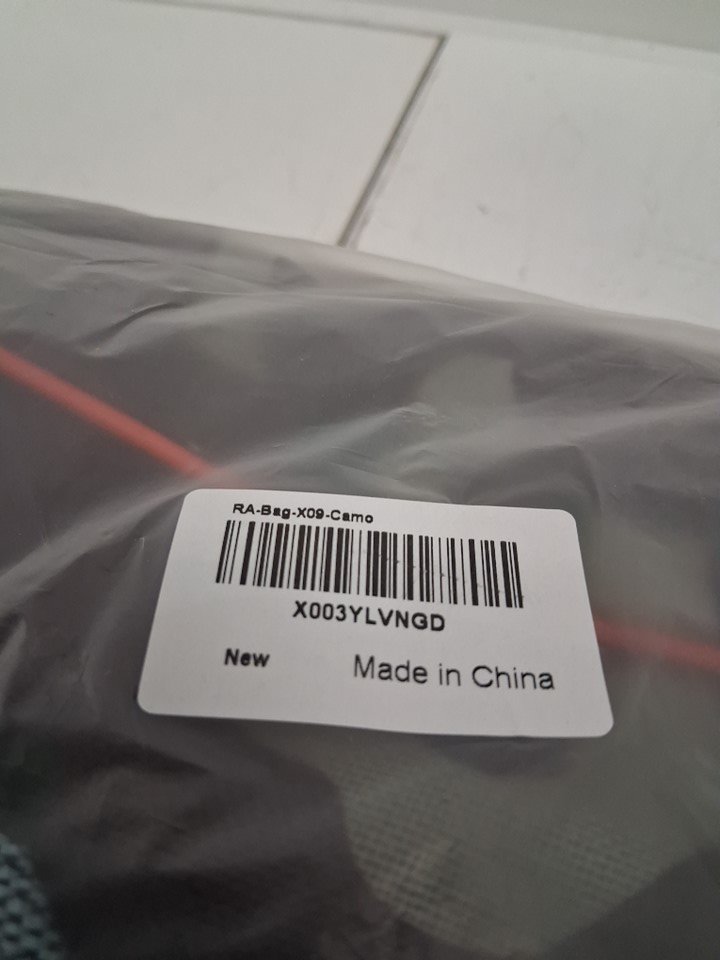 RA-Bag-X09-Camo
X003YLVNGD
New
Made in China